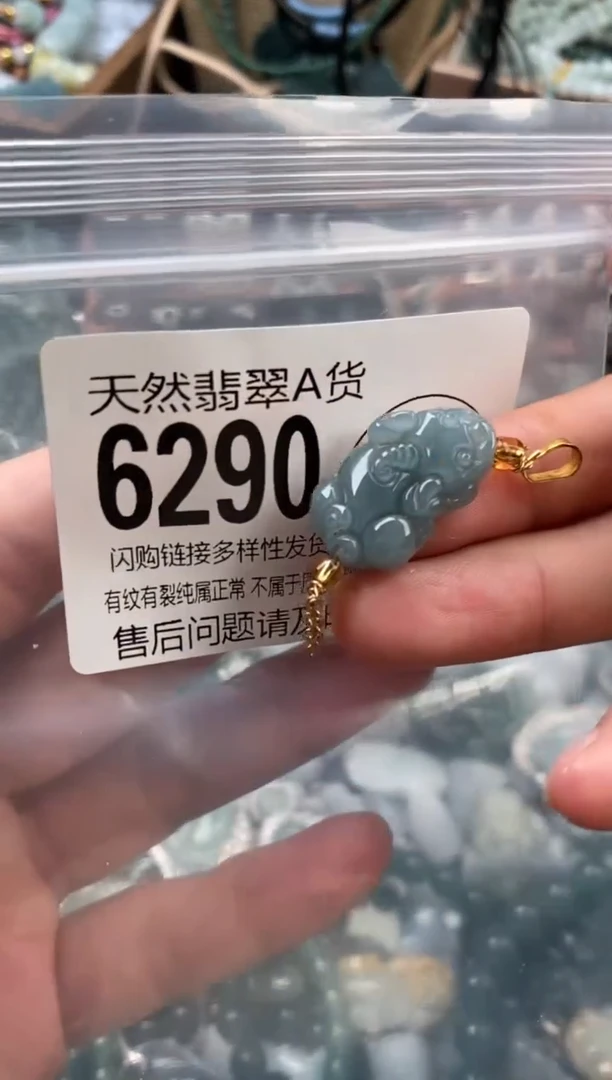 天然翡翠A货
6290
闪购链接多样性发货
有纹有裂纯属正常 不属于
售后问题请及